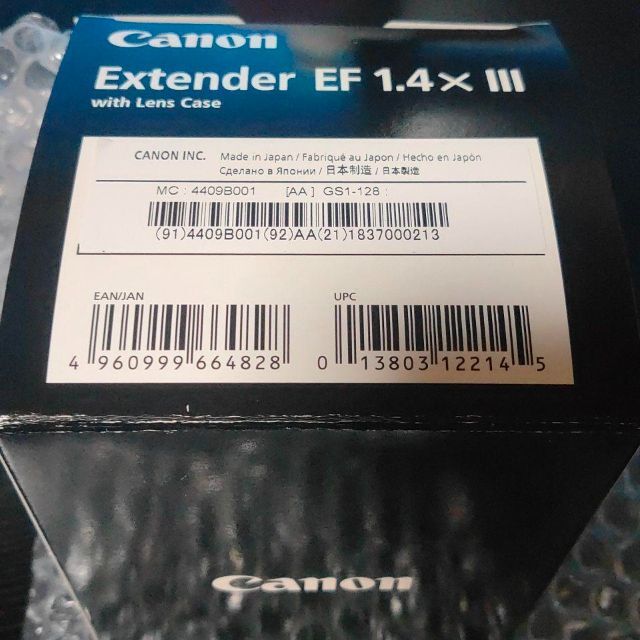 Canon
Extender EF 1.4× III
with Lens Case
CANON INC. Made in Japan / Fabriqué au Japon / Hecho en Japón
Сделано в Японии / 日本制造 / 日本製造
MC : 4409B001 [AA ] GS1-128 :
(91)4409B001(92)AA(21)1837000213
EAN/JAN UPC
4 960999 664828 0 13803 12214 5
Canon